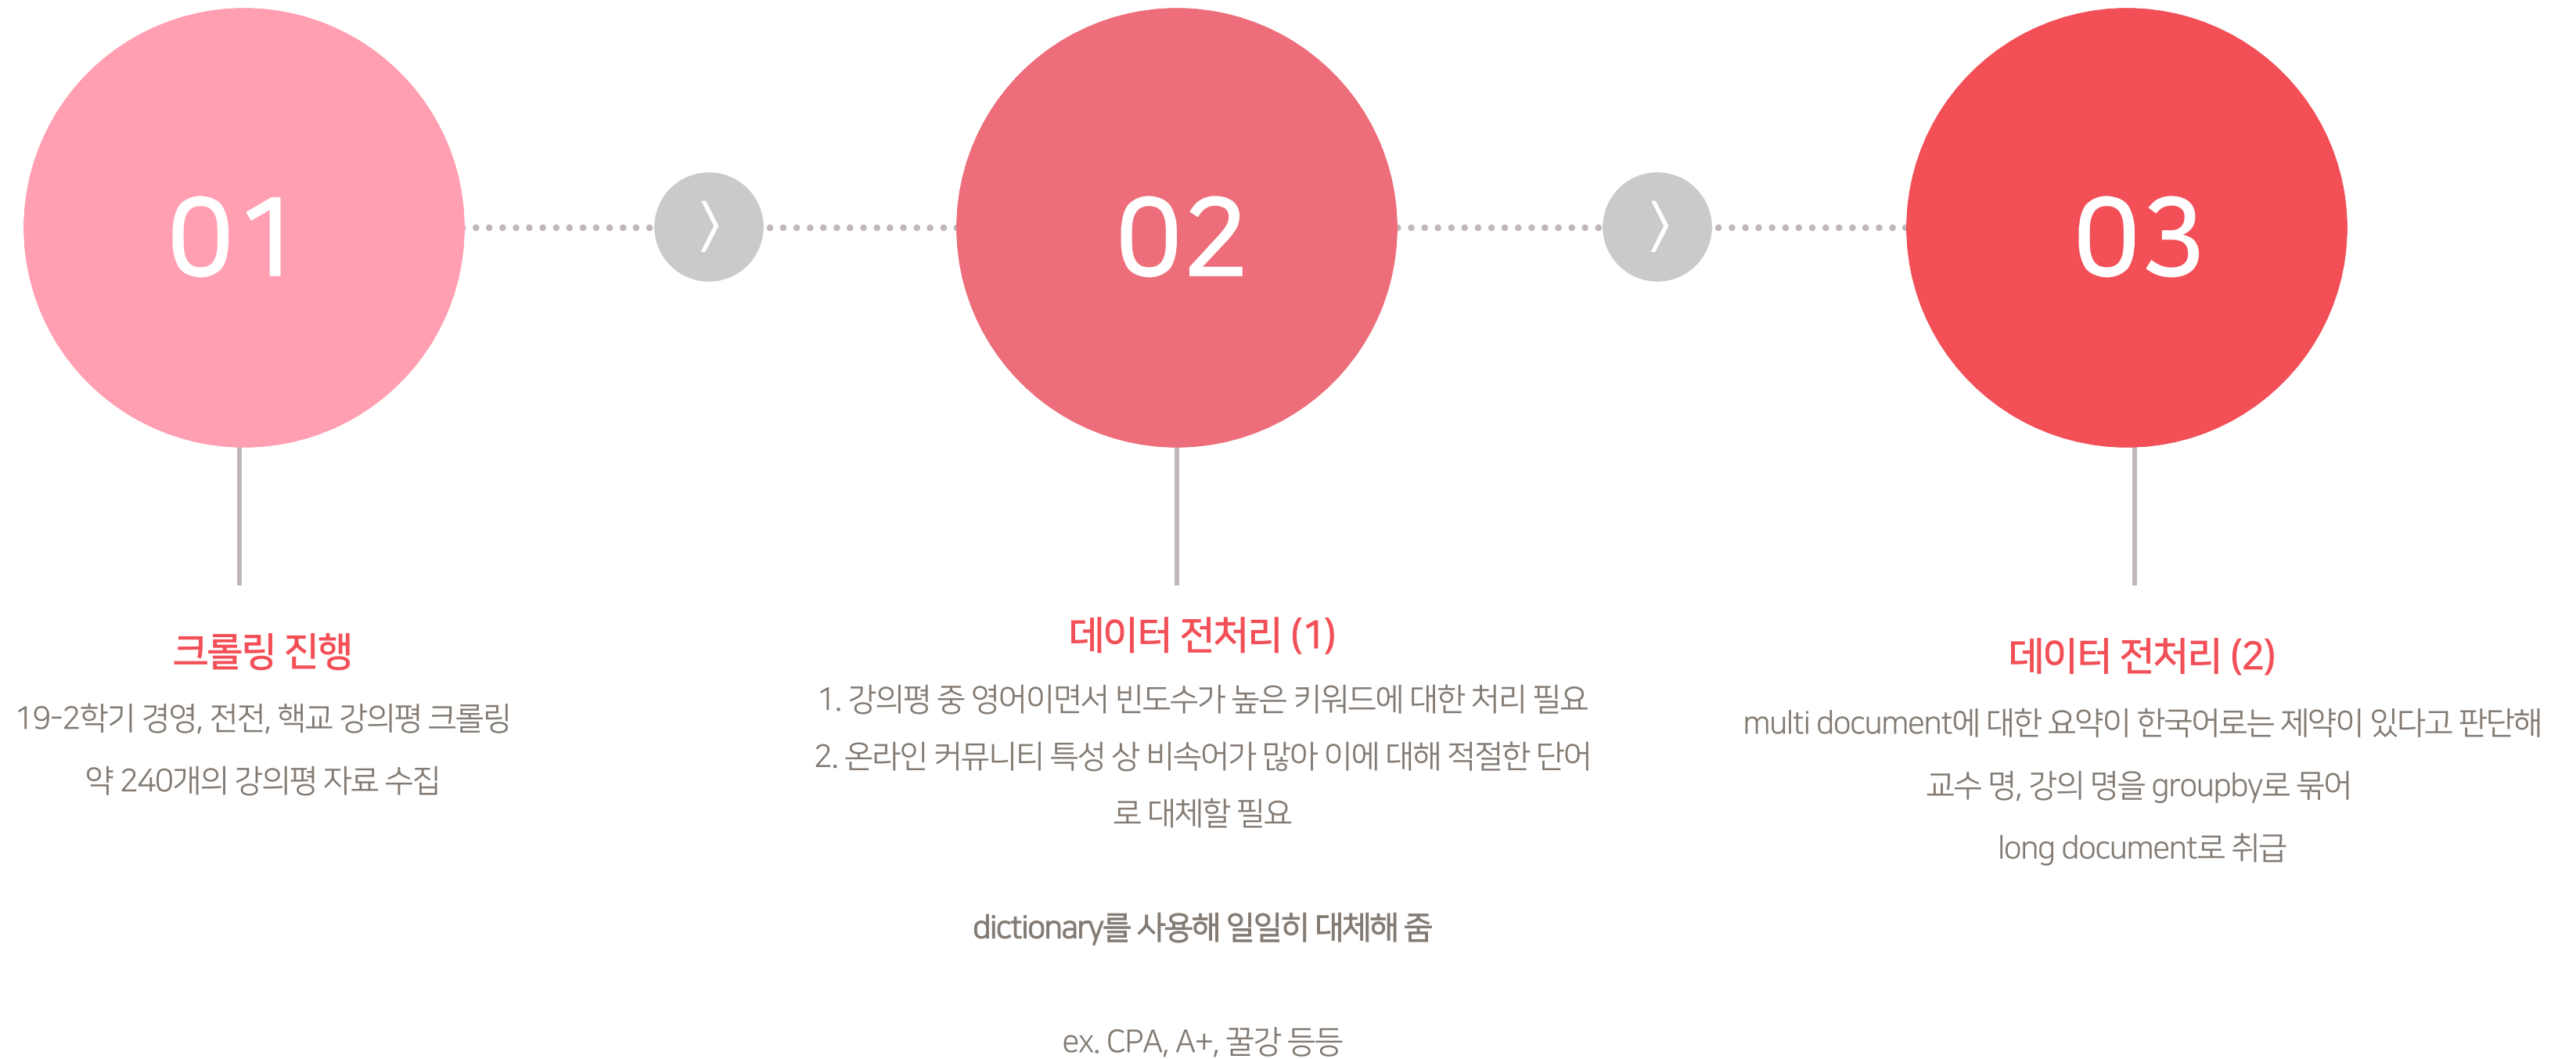 01
〉
02
〉
03
크롤링 진행
19-2학기 경영, 전전, 핵교 강의평 크롤링
약 240개의 강의평 자료 수집
데이터 전처리 (1)
1. 강의평 중 영어이면서 빈도수가 높은 키워드에 대한 처리 필요
2. 온라인 커뮤니티 특성 상 비속어가 많아 이에 대해 적절한 단어
로 대체할 필요
dictionary를 사용해 일일히 대체해 줌
ex. CPA, A+, 꿀강 등등
데이터 전처리 (2)
multi document에 대한 요약이 한국어로는 제약이 있다고 판단해
교수 명, 강의 명을 groupby로 묶어
long document로 취급